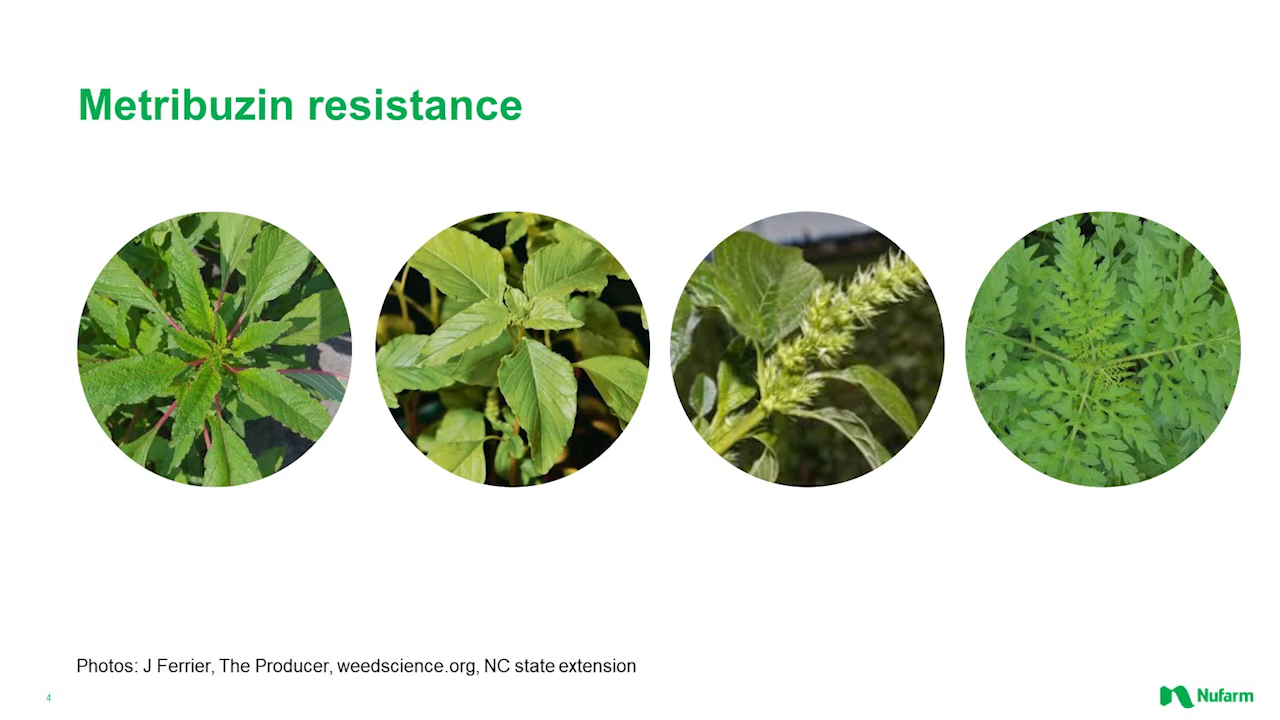 Metribuzin resistance
Photos: J Ferrier, The Producer, weedscience.org, NC state extension
4
Nufarm